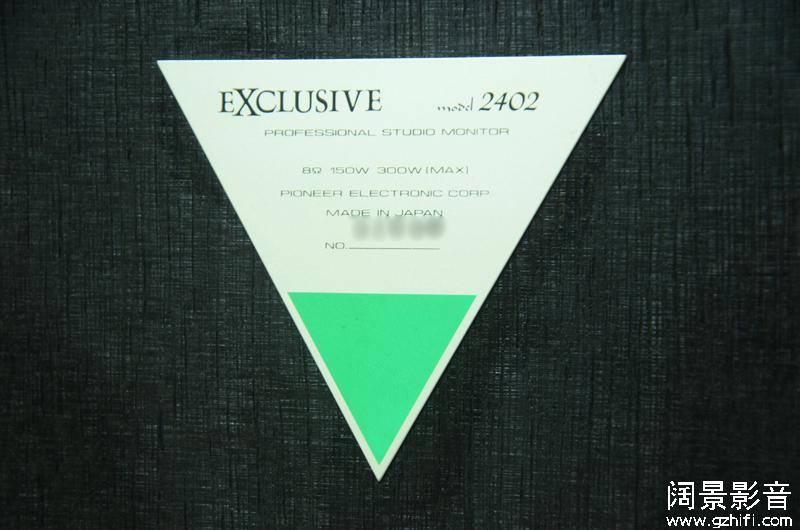 EXCLUSIVE model 2402
PROFESSIONAL STUDIO MONITOR
8Ω 150W 300W (MAX)
PIONEER ELECTRONIC CORP
MADE IN JAPAN
NO.
阔景影音
www.gzhifi.com